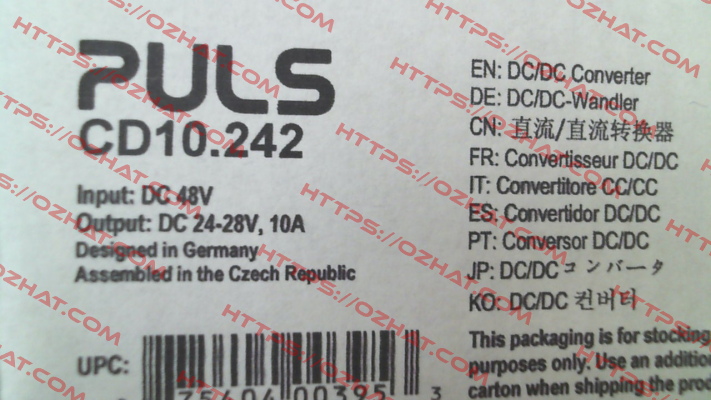 PULS
CD10.242
Input: DC 48V
Output: DC 24-28V, 10A
Designed in Germany
Assembled in the Czech Republic
UPC:
75404 00395 3
EN: DC/DC Converter
DE: DC/DC-Wandler
CN: 直流/直流转换器
FR: Convertisseur DC/DC
IT: Convertitore CC/CC
ES: Convertidor DC/DC
PT: Conversor DC/DC
JP: DC/DC コンバータ
KO: DC/DC 컨버터
This packaging is for stocking
purposes only. Use an
carton when shipping the
HTTPS://OZHAT.COM